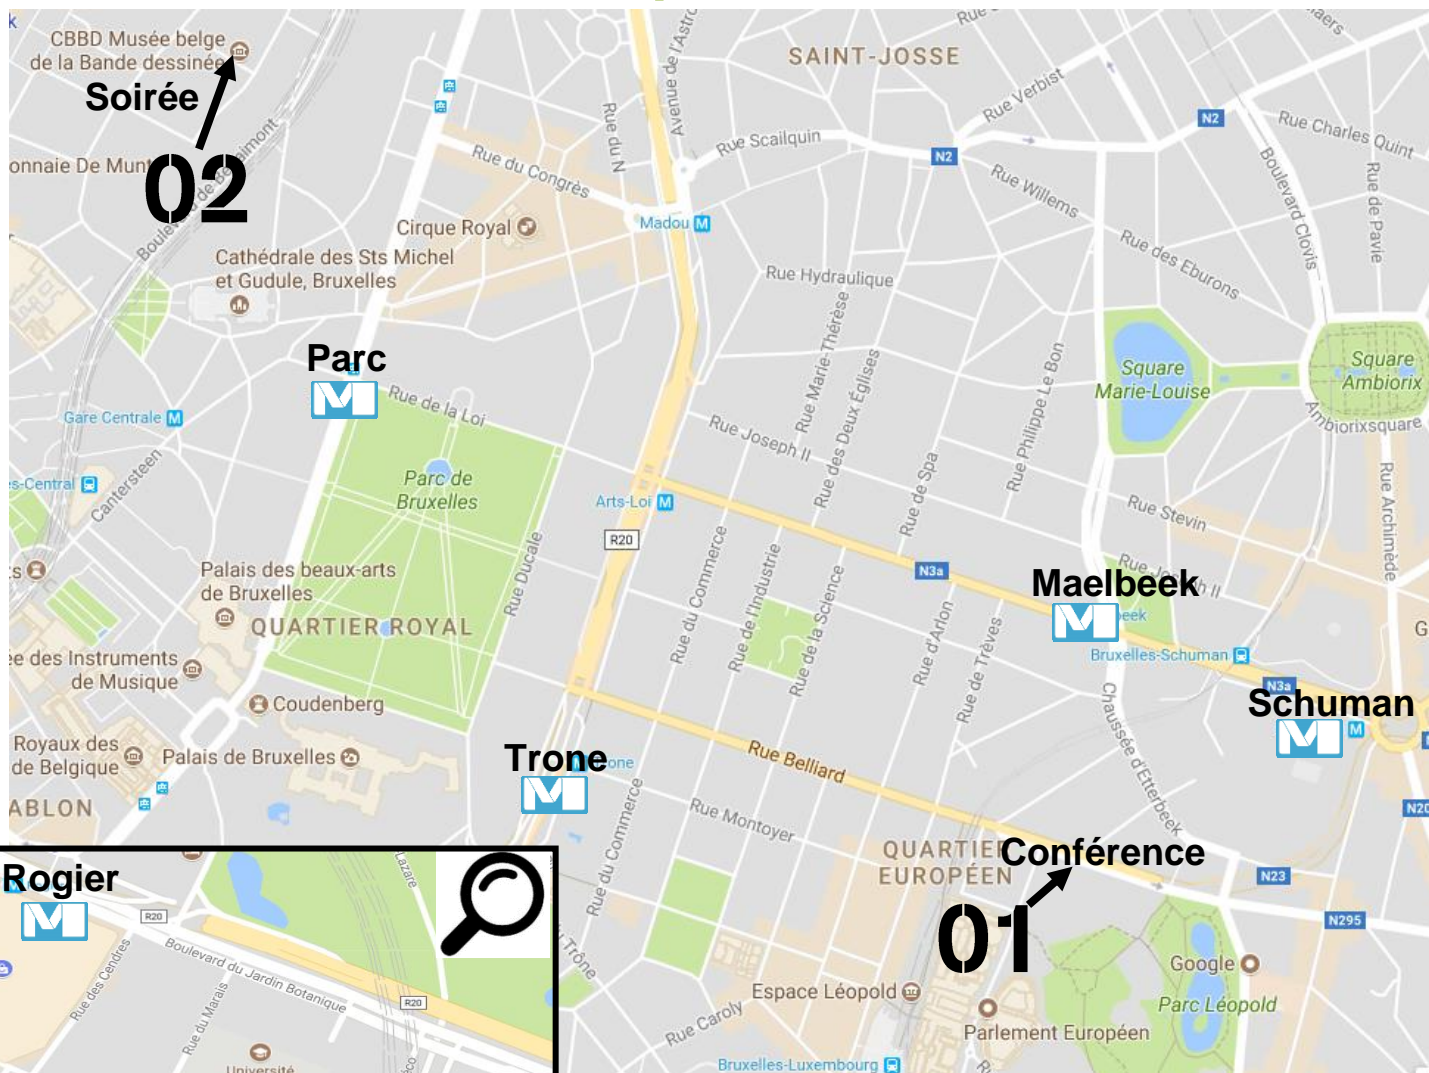 CBBD Musée belge
de la Bande dessinée
Soirée
02
Boulevard de
Avenue de l'Astro
SAINT-JOSSE
Rue Verbist
Rue Scailquin
N2
N2
Rue Charles Quint
Boulevard Clovis
Rue de Pavie
Rue du Congrès
Rue Willems
Rue des Eburons
Madou M
Cirque Royal
Cathédrale des Sts Michel
et Gudule, Bruxelles
Rue Hydraulique
Rue Marie-Thérèse
Rue des Deux Églises
Rue Philippe Le Bon
Parc
M
Rue de la Loi
Gare Centrale M
Square
Marie-Louise
Square
Ambiorix
Ambiorixsquare
Rue Joseph II
Rue de Spa
Parc de
Bruxelles
Cantersteen
Arts-Loi M
R20
Rue Stevin
Rue Archimède
Rue Ducale
Rue du Commerce
Rue de l'Industrie
Rue de la Science
N3a
Rue Joseph II
Maelbeek
M
Palais des beaux-arts
de Bruxelles
QUARTIER ROYAL
Rue d'Arlon
Rue de Trèves
Bruxelles-Schuman
N3a
Schuman
M
M
des Instruments
de Musique
Coudenberg
Royaux des
de Belgique
Palais de Bruxelles
Trone
M
Rue Belliard
Chaussée d'Etterbeek
Rue Montoyer
Rue du Commerce
QUARTIER
EUROPÉEN
Conférence
01
N23
N295
Google
Parc Léopold
Espace Léopold
Parlement Européen
Rue Caroly
du Trône
Bruxelles-Luxembourg
Rogier
M
R20
Boulevard du Jardin Botanique
R20
Rue des Cendres
Rue du Marais
Lazare
Université